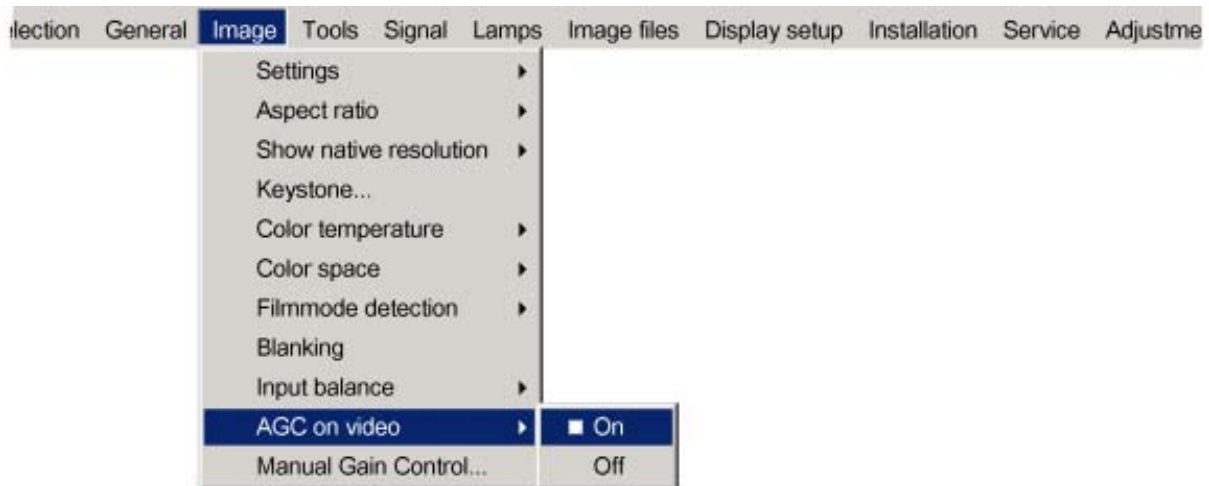 lection General Image Tools Signal Lamps Image files Display setup Installation Service Adjustme
Settings
Aspect ratio
Show native resolution
Keystone...
Color temperature
Color space
Filmmode detection
Blanking
Input balance
AGC on video On
Manual Gain Control... Off